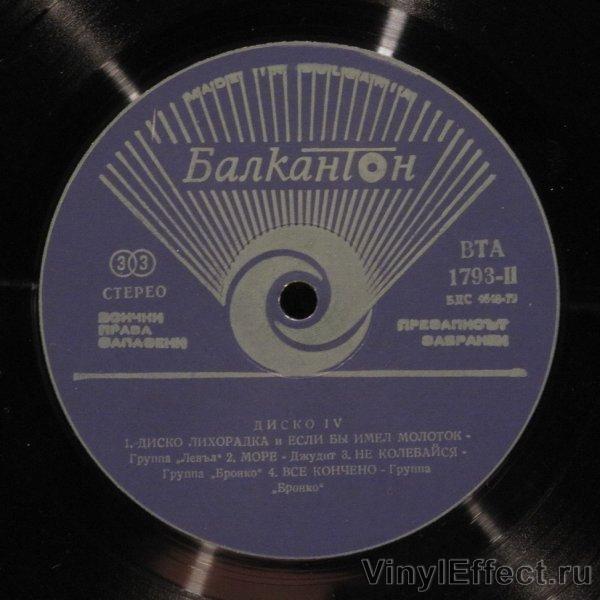 MADE IN BULGARIA
БалканТон
33
СТЕРЕО
ВТА
1793-II
БДС 4648-73
ВСИЧКИ
ПРАВА
ЗАПАЗЕНИ
ПРЕЗАПИСЪТ
ЗАБРАНЕН
ДИСКО IV
1. ДИСКО ЛИХОРАДКА и ЕСЛИ БЫ ИМЕЛ МОЛОТОК -
Группа „Левъл" 2. МОРЕ - Джудит 3. НЕ КОЛЕБАЙСЯ -
Группа „Бронко" 4. ВСЕ КОНЧЕНО - Группа
„Бронко"
VinylEffect.ru